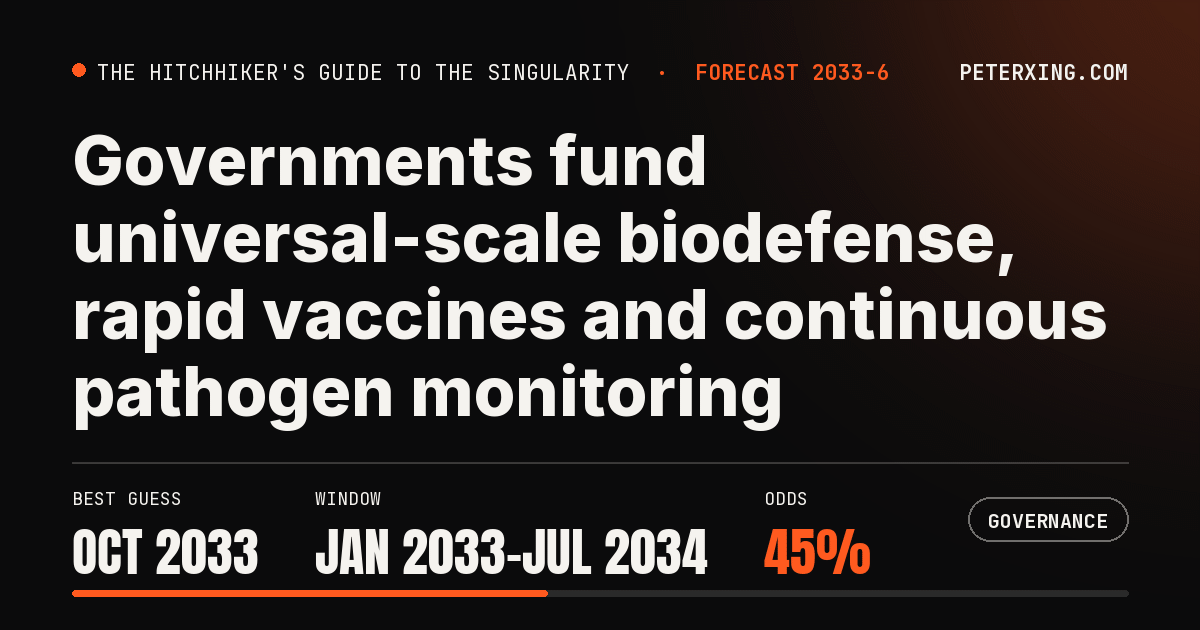 THE HITCHHIKER'S GUIDE TO THE SINGULARITY · FORECAST 2033-6 PETERXING.COM
Governments fund
universal-scale biodefense,
rapid vaccines and continuous
pathogen monitoring
BEST GUESS WINDOW ODDS
OCT 2033 JAN 2033-JUL 2034 45% GOVERNANCE